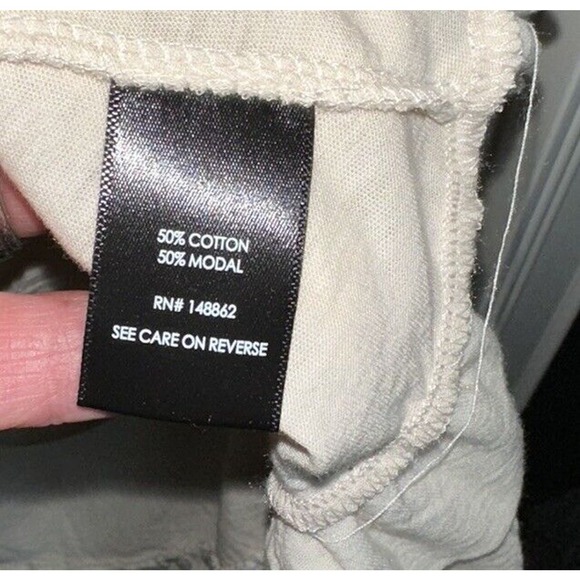 50% COTTON
50% MODAL
RN# 148862
SEE CARE ON REVERSE